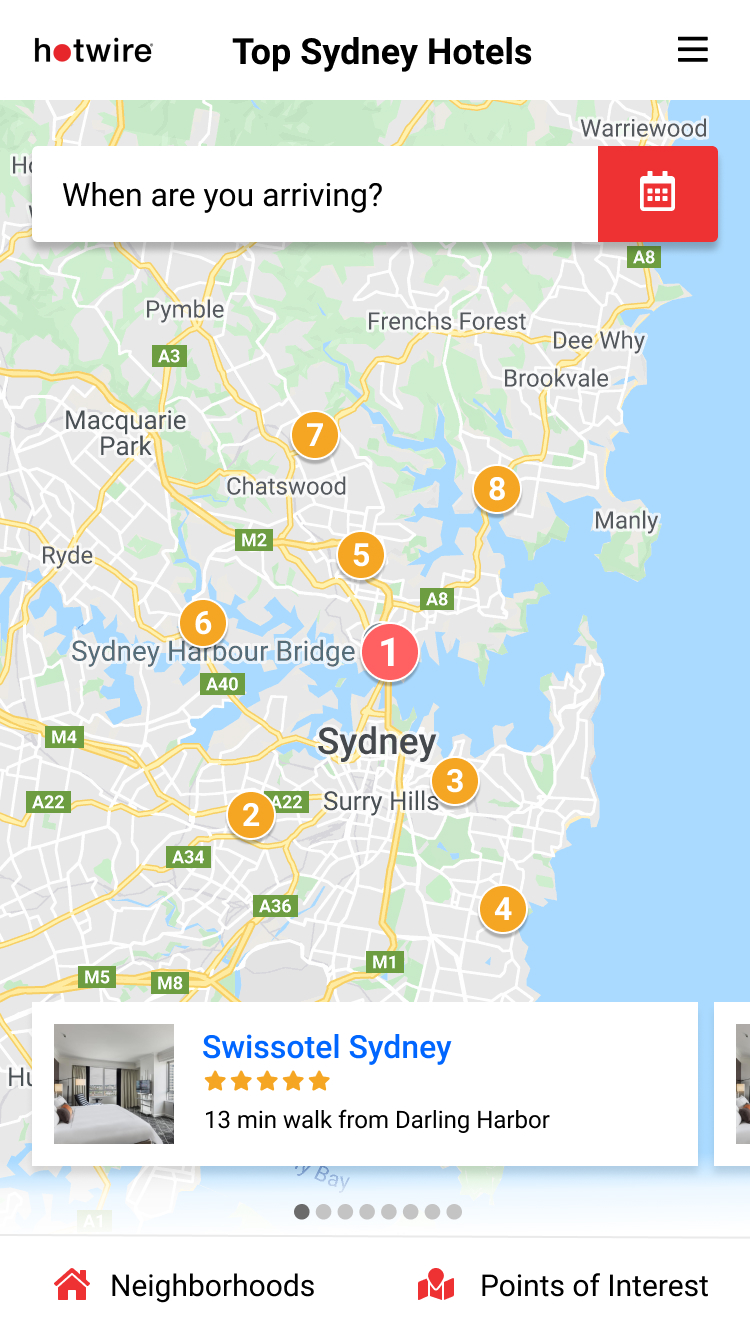 hotwire
Top Sydney Hotels
Warriewood
When are you arriving?
A8
Pymble
Frenchs Forest
Dee Why
A3
Brookvale
Macquarie
Park
7
Chatswood
8
Manly
M2
5
Ryde
A8
6
Sydney Harbour Bridge
1
A40
M4
Sydney
3
A22
A22
Surry Hills
2
A34
A36
4
M1
M5
M8
Swissotel Sydney
13 min walk from Darling Harbor
Bay
A1
Neighborhoods
Points of Interest